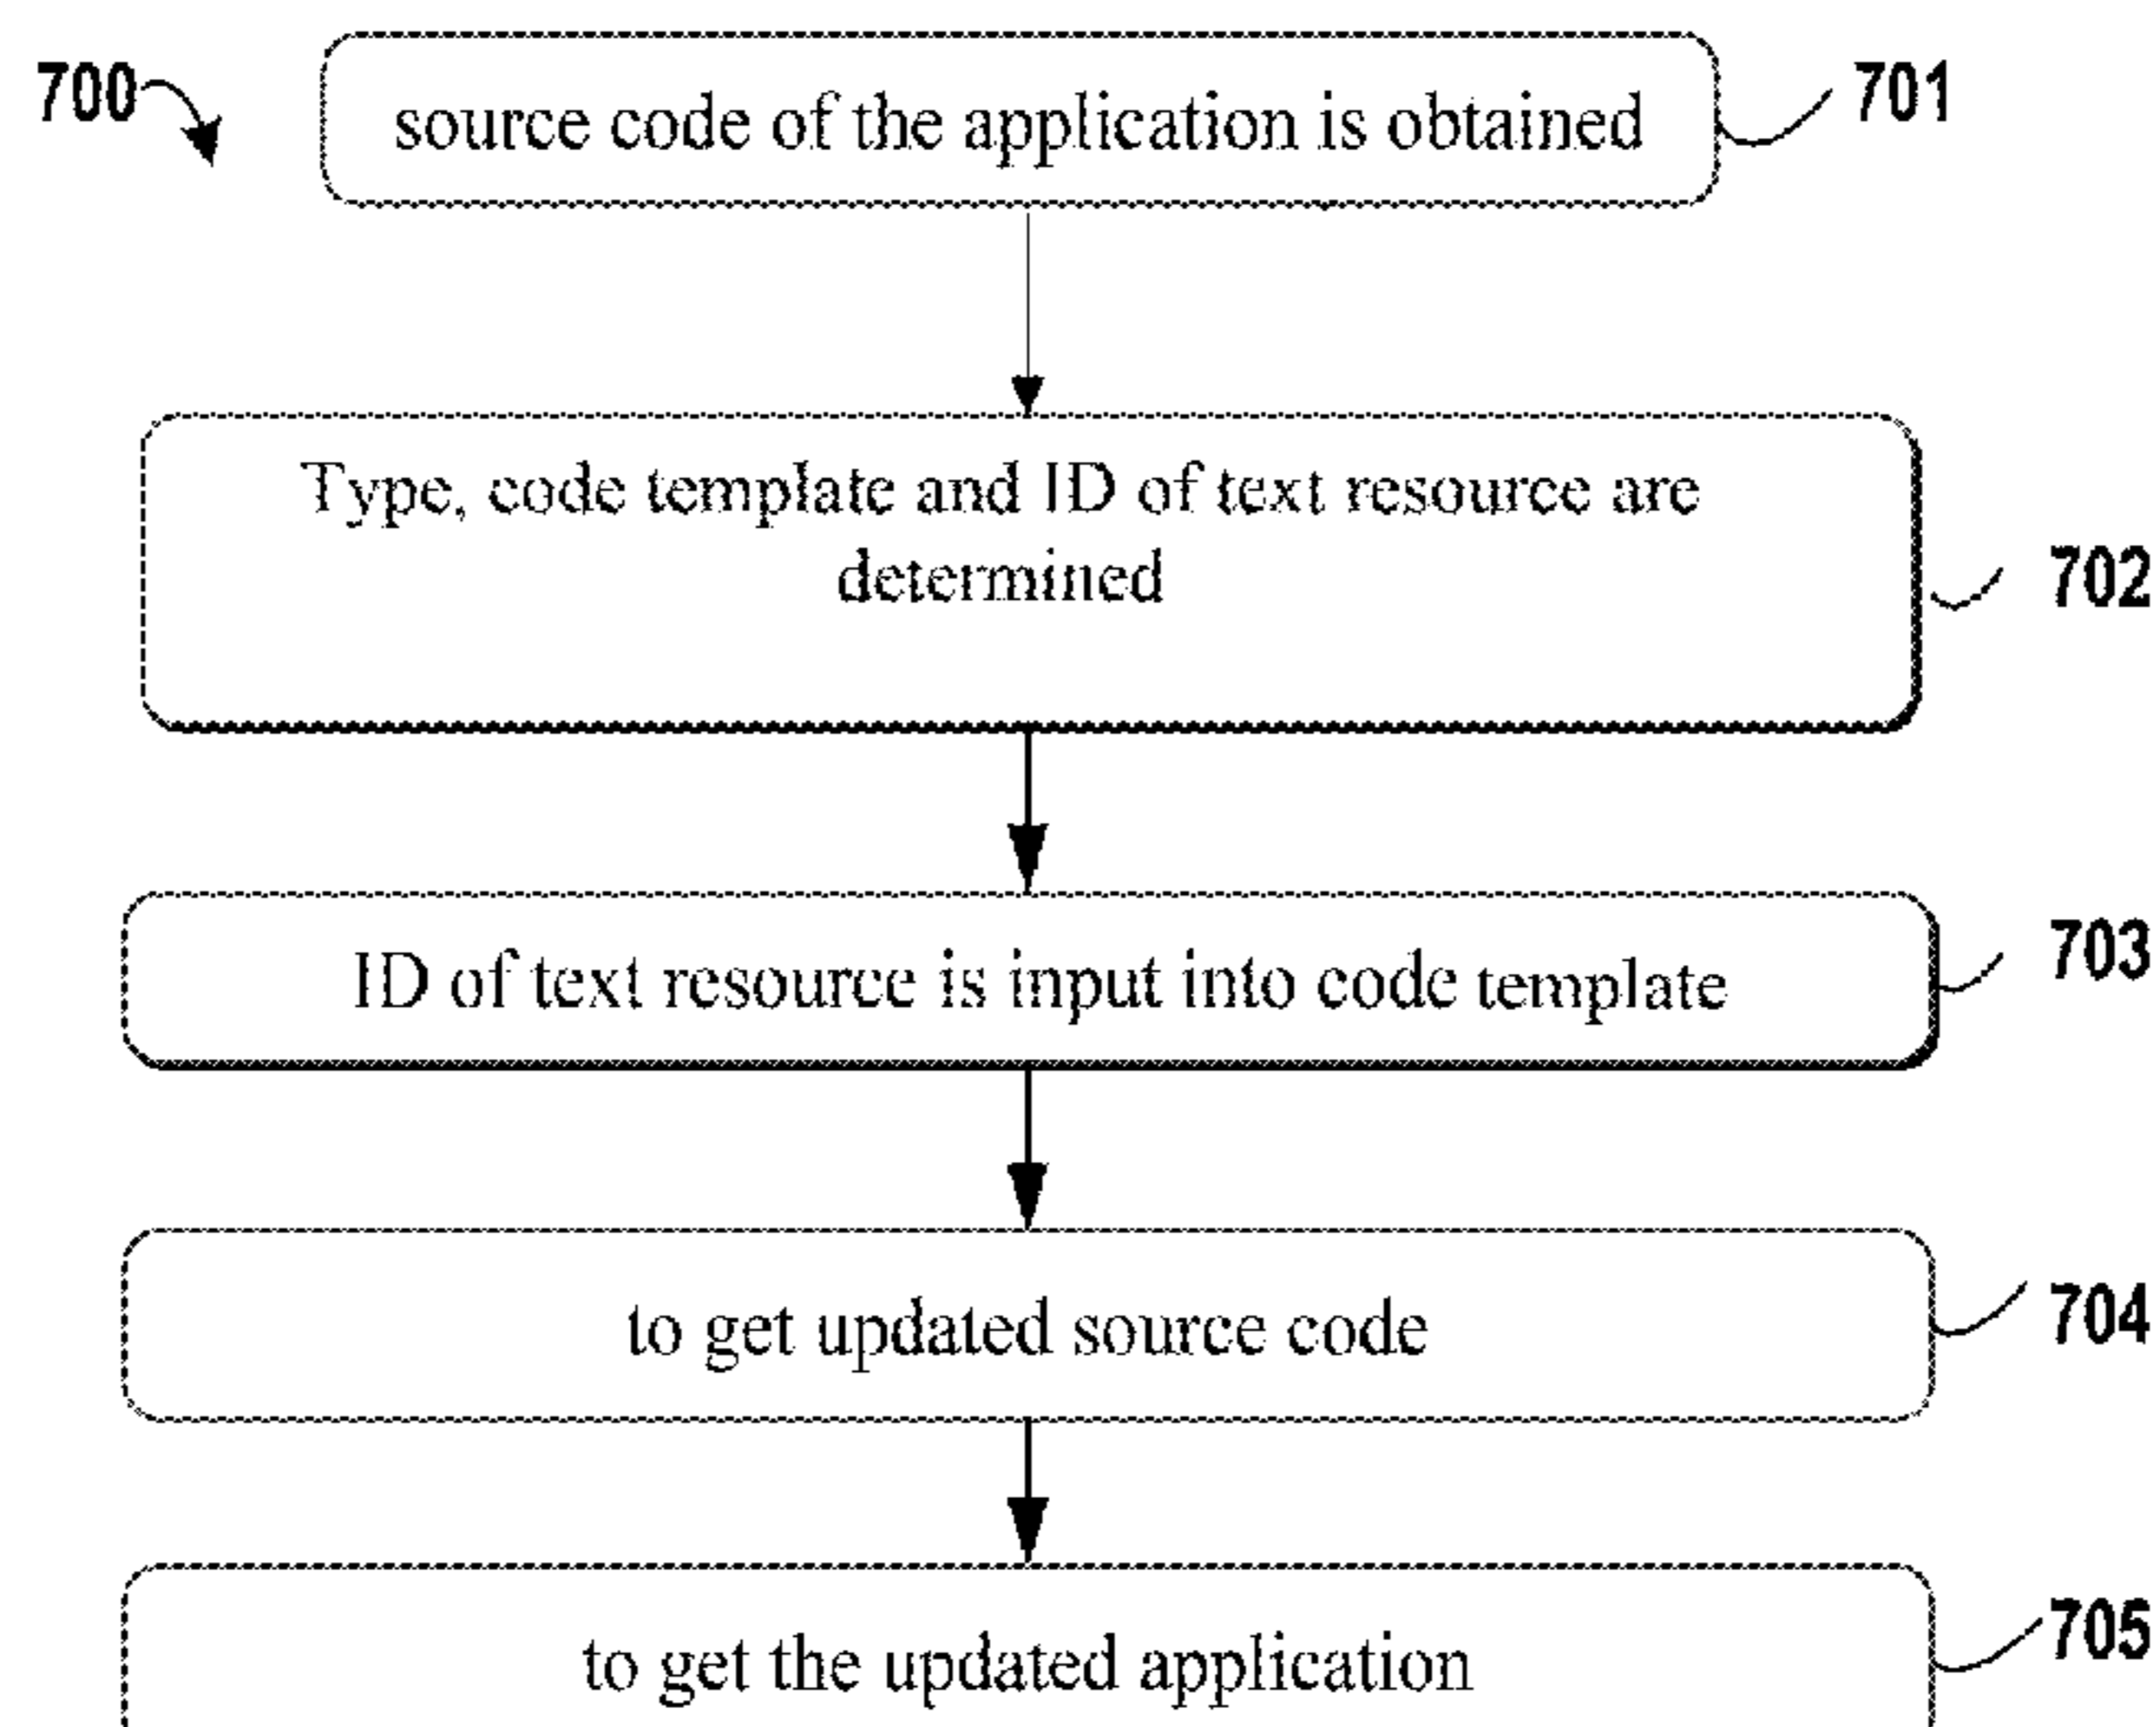 700
source code of the application is obtained
701
Type, code template and ID of text resource are
determined
702
ID of text resource is input into code template
703
to get updated source code
704
to get the updated application
705